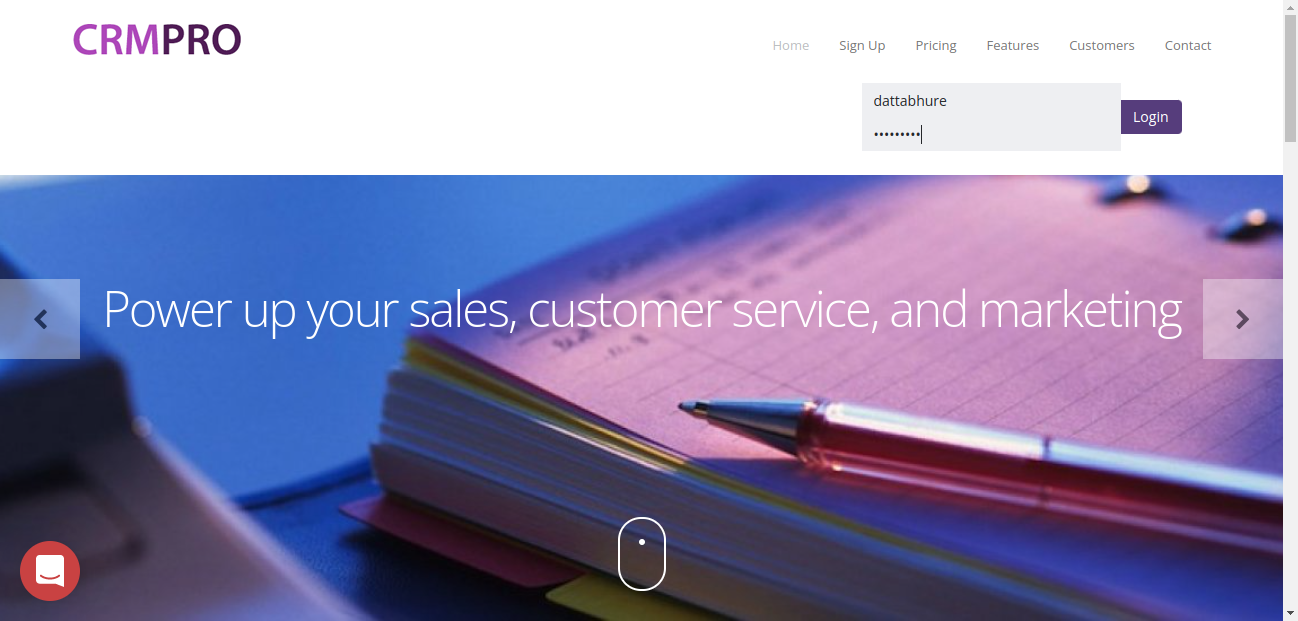 CRMPRO
Home Sign Up Pricing Features Customers Contact
dattabhure
•••••••••
Login
Power up your sales, customer service, and marketing